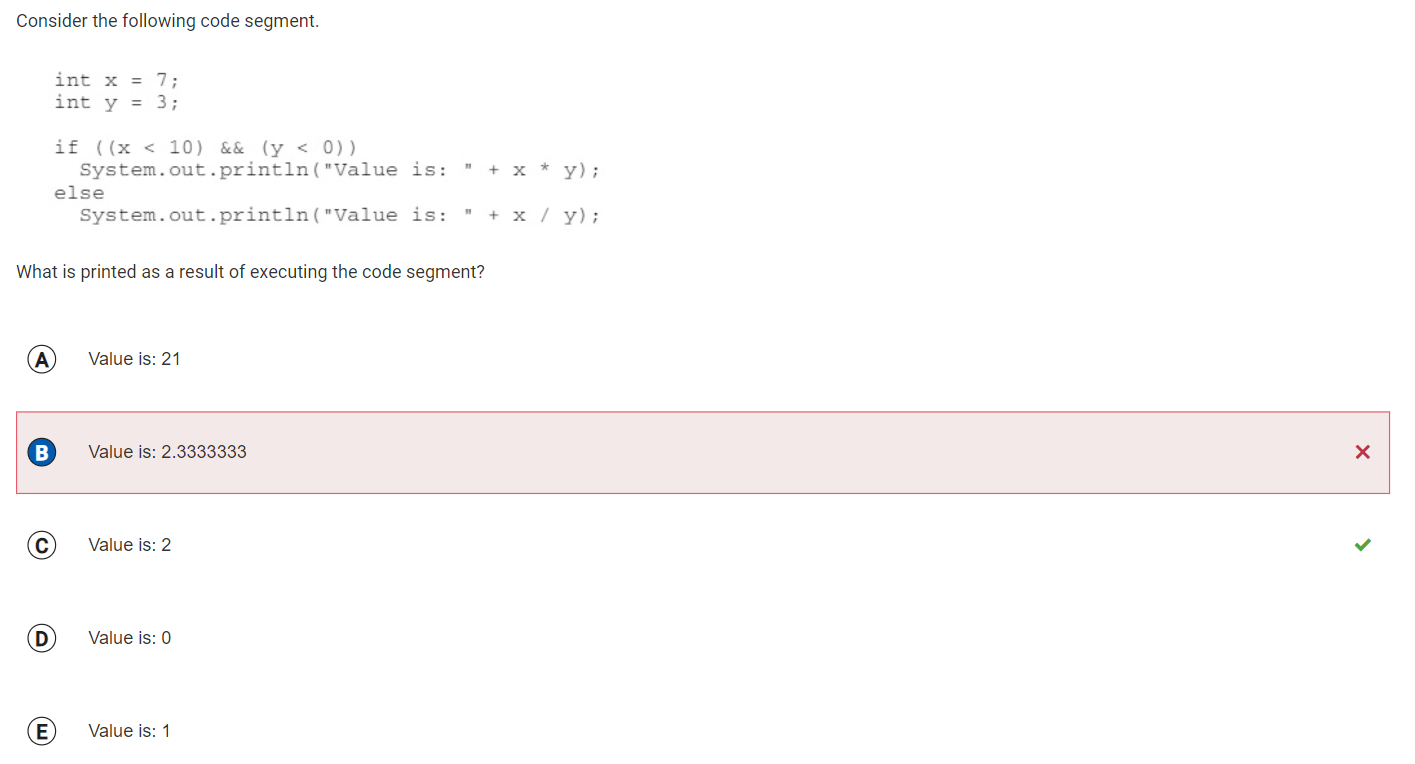 Consider the following code segment.
int x = 7;
int y = 3;
if ((x < 10) && (y < 0))
System.out.println("Value is: " + x * y);
else
System.out.println("Value is: " + x / y);
What is printed as a result of executing the code segment?
A Value is: 21
B Value is: 2.3333333
C Value is: 2
D Value is: 0
E Value is: 1